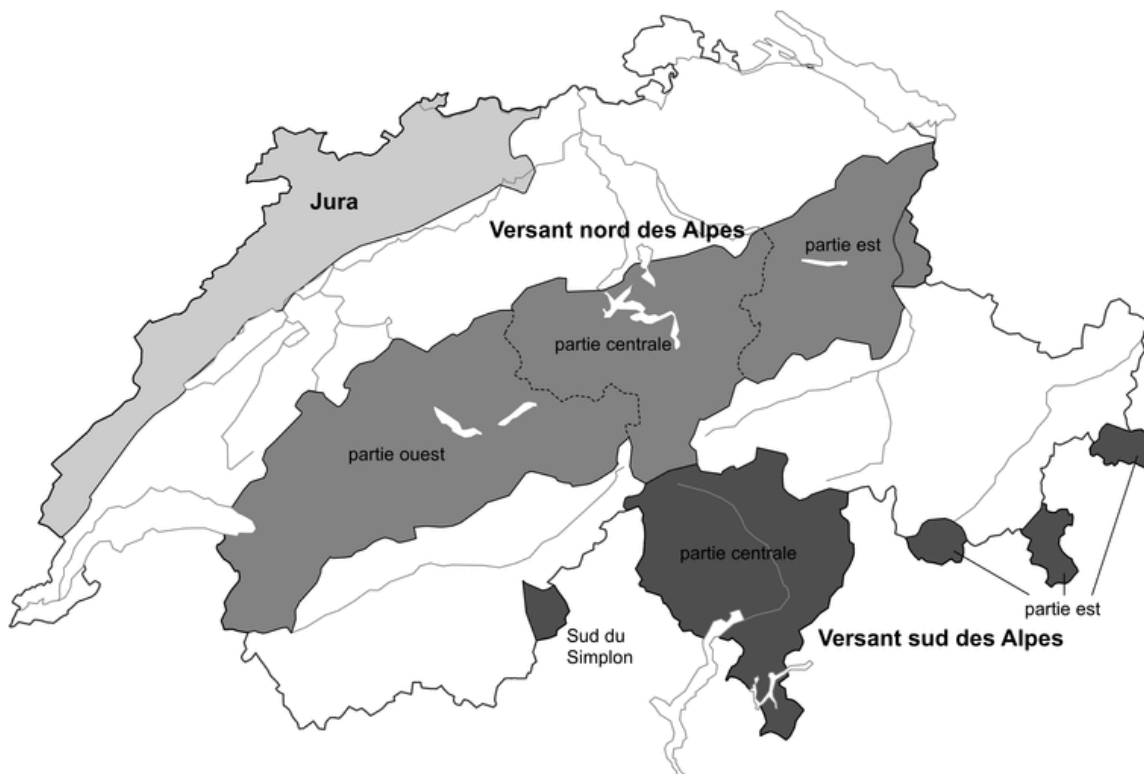 Jura
Versant nord des Alpes
partie est
partie centrale
partie ouest
partie centrale
partie est
Sud du
Simplon
Versant sud des Alpes